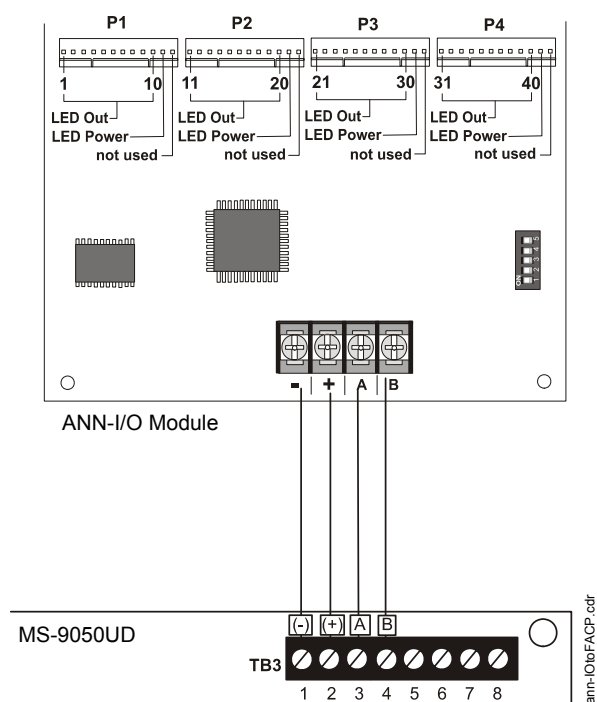 P1 P2 P3 P4
1 10 11 20 21 30 31 40
LED Out LED Out LED Out LED Out
LED Power LED Power LED Power LED Power
not used not used not used not used
ON 1 2 3 4 5
- + A B
ANN-I/O Module
(-) (+) A B
MS-9050UD
TB3
1 2 3 4 5 6 7 8
ann-IOtoFACP.cdr